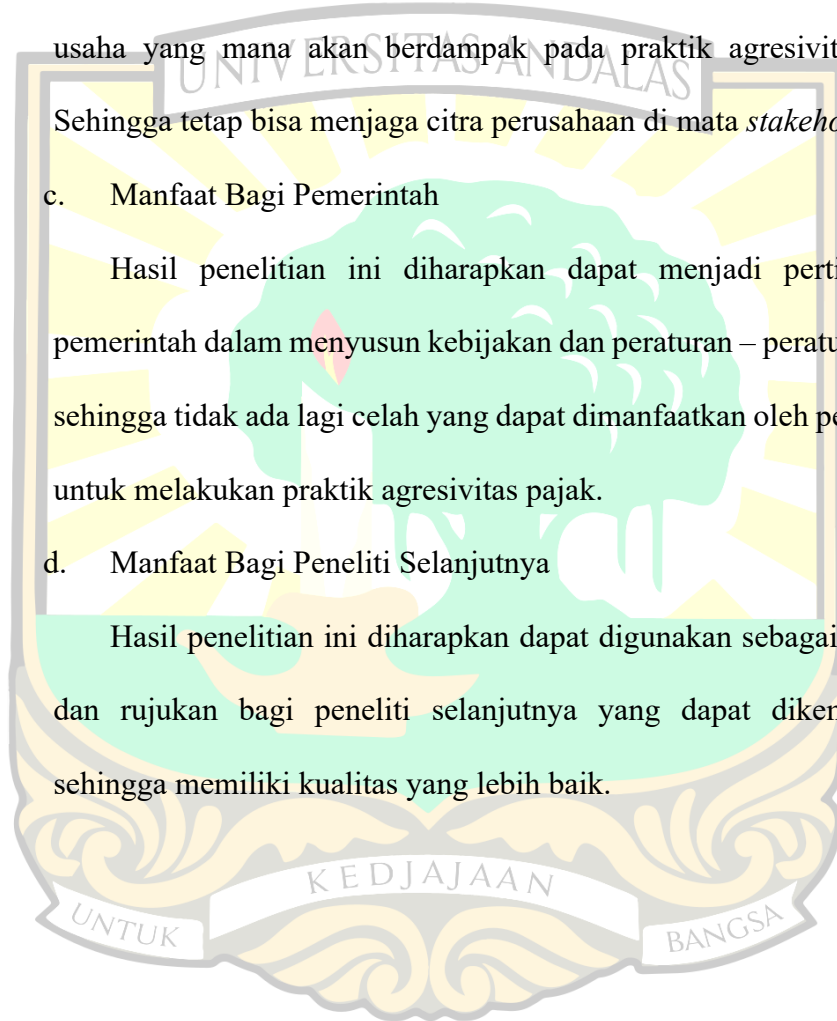 usaha yang mana akan berdampak pada praktik agresivit
UNIVERSITAS ANDALAS
Sehingga tetap bisa menjaga citra perusahaan di mata stakeho
c. Manfaat Bagi Pemerintah
Hasil penelitian ini diharapkan dapat menjadi perti
pemerintah dalam menyusun kebijakan dan peraturan – peratu
sehingga tidak ada lagi celah yang dapat dimanfaatkan oleh pe
untuk melakukan praktik agresivitas pajak.
d. Manfaat Bagi Peneliti Selanjutnya
Hasil penelitian ini diharapkan dapat digunakan sebagai
dan rujukan bagi peneliti selanjutnya yang dapat diken
sehingga memiliki kualitas yang lebih baik.
UNTUK KEDJAJAAN BANGSA